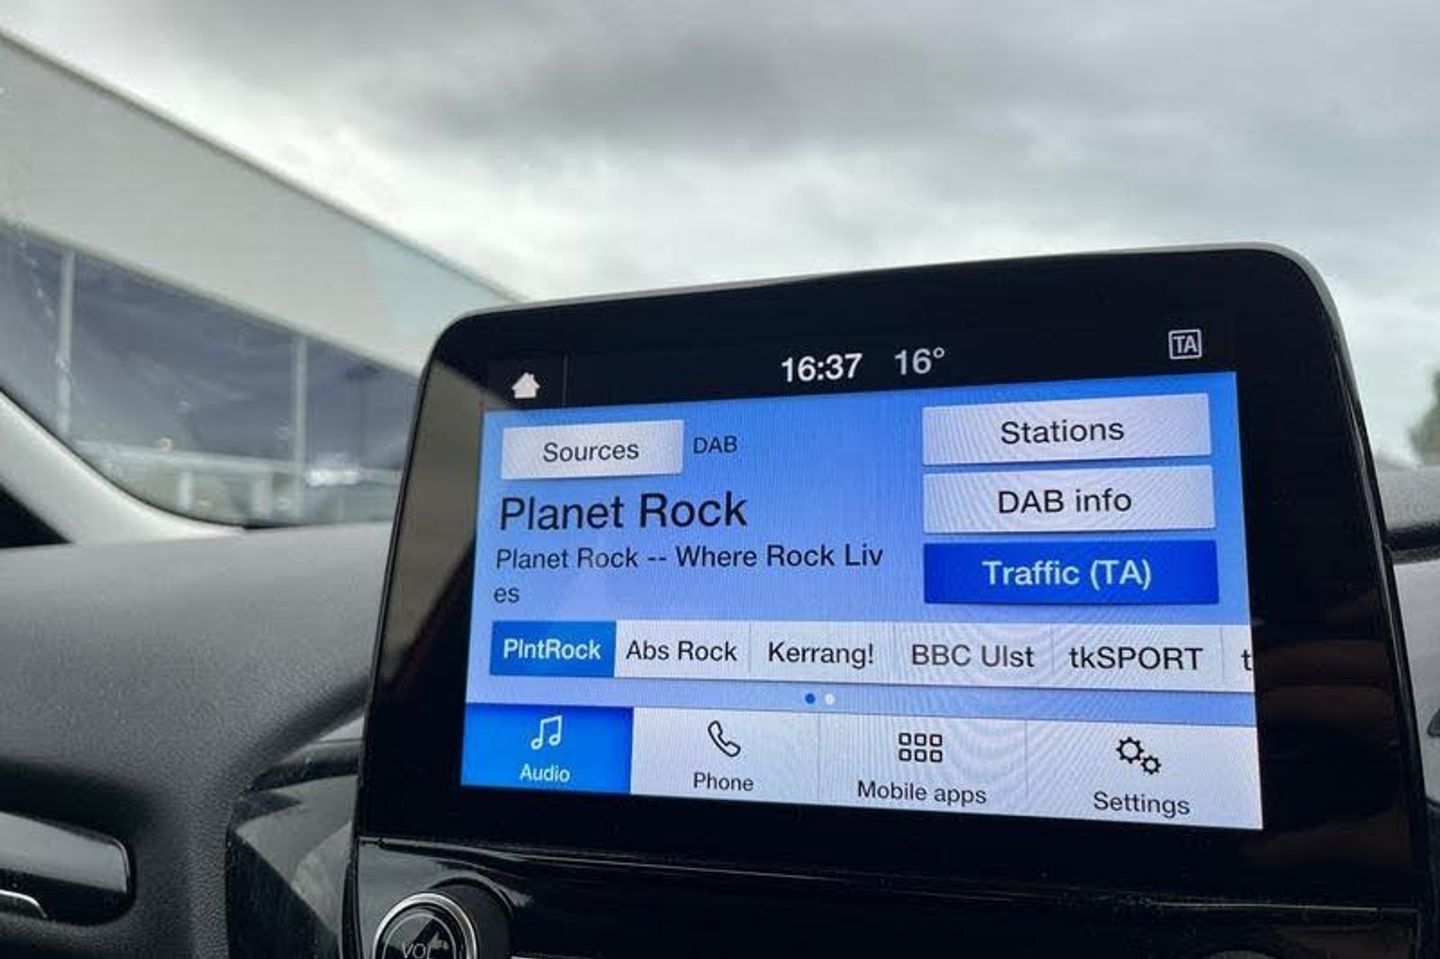 16:37 16° TA
Sources DAB
Stations
DAB info
Traffic (TA)
Planet Rock
Planet Rock -- Where Rock Liv
es
PlntRock Abs Rock Kerrang! BBC Ulst tkSPORT t
Audio Phone Mobile apps Settings
VOL